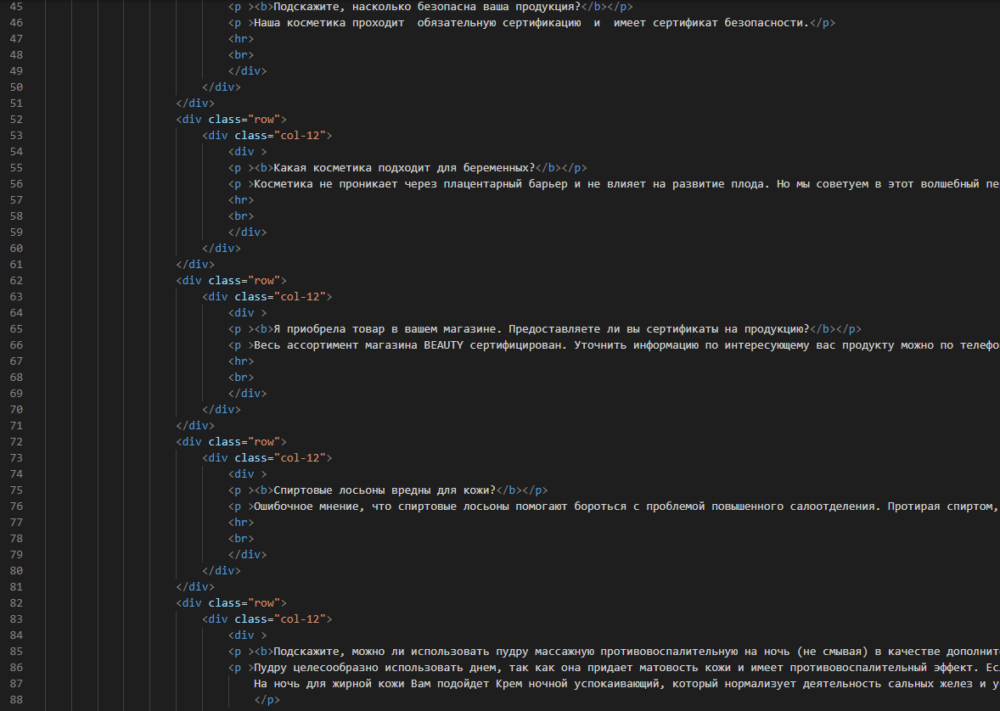 45 <p ><b>Подскажите, насколько безопасна ваша продукция?</b></p>
46 <p >Наша косметика проходит  обязательную сертификацию  и  имеет сертификат безопасности.</p>
47 <hr>
48 <br>
49 </div>
50 </div>
51 </div>
52 <div class="row">
53 <div class="col-12">
54 <div >
55 <p ><b>Какая косметика подходит для беременных?</b></p>
56 <p >Косметика не проникает через плацентарный барьер и не влияет на развитие плода. Но мы советуем в этот волшебный пе
57 <hr>
58 <br>
59 </div>
60 </div>
61 </div>
62 <div class="row">
63 <div class="col-12">
64 <div >
65 <p ><b>Я приобрела товар в вашем магазине. Предоставляете ли вы сертификаты на продукцию?</b></p>
66 <p >Весь ассортимент магазина BEAUTY сертифицирован. Уточнить информацию по интересующему вас продукту можно по телефо
67 <hr>
68 <br>
69 </div>
70 </div>
71 </div>
72 <div class="row">
73 <div class="col-12">
74 <div >
75 <p ><b>Спиртовые лосьоны вредны для кожи?</b></p>
76 <p >Ошибочное мнение, что спиртовые лосьоны помогают бороться с проблемой повышенного салоотделения. Протирая спиртом,
77 <hr>
78 <br>
79 </div>
80 </div>
81 </div>
82 <div class="row">
83 <div class="col-12">
84 <div >
85 <p ><b>Подскажите, можно ли использовать пудру массажную противовоспалительную на ночь (не смывая) в качестве дополнит
86 <p >Пудру целесообразно использовать днем, так как она придает матовость кожи и имеет противовоспалительный эффект. Ес
87 На ночь для жирной кожи Вам подойдет Крем ночной успокаивающий, который нормализует деятельность сальных желез и у
88 </p>